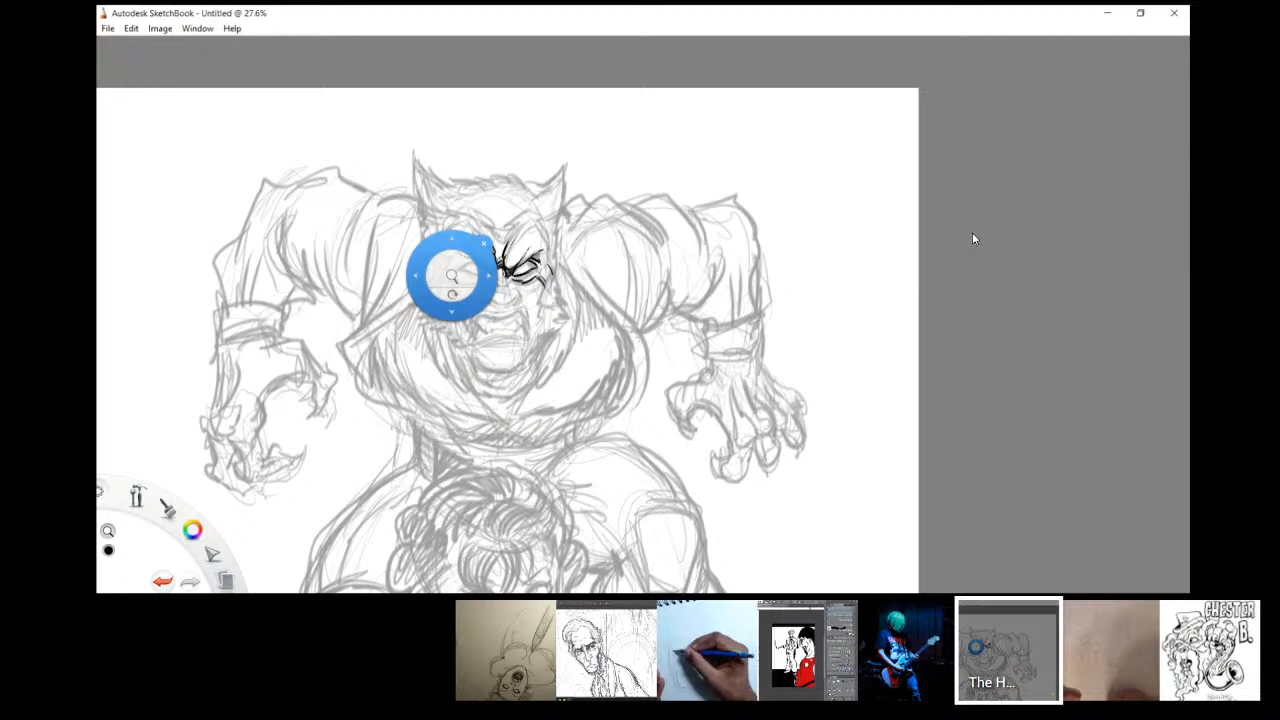 Autodesk SketchBook - Untitled @ 27.6%
File Edit Image Window Help
The H...
CHESTER
B.